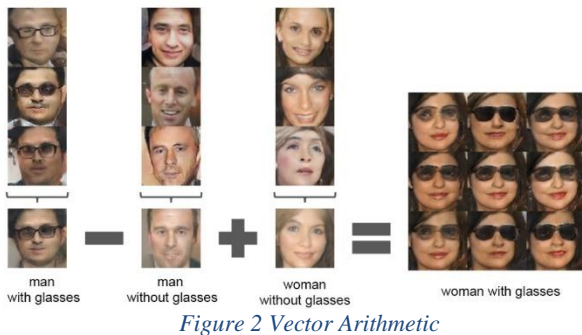 man
with glasses
man
without glasses
woman
without glasses
woman with glasses
Figure 2 Vector Arithmetic